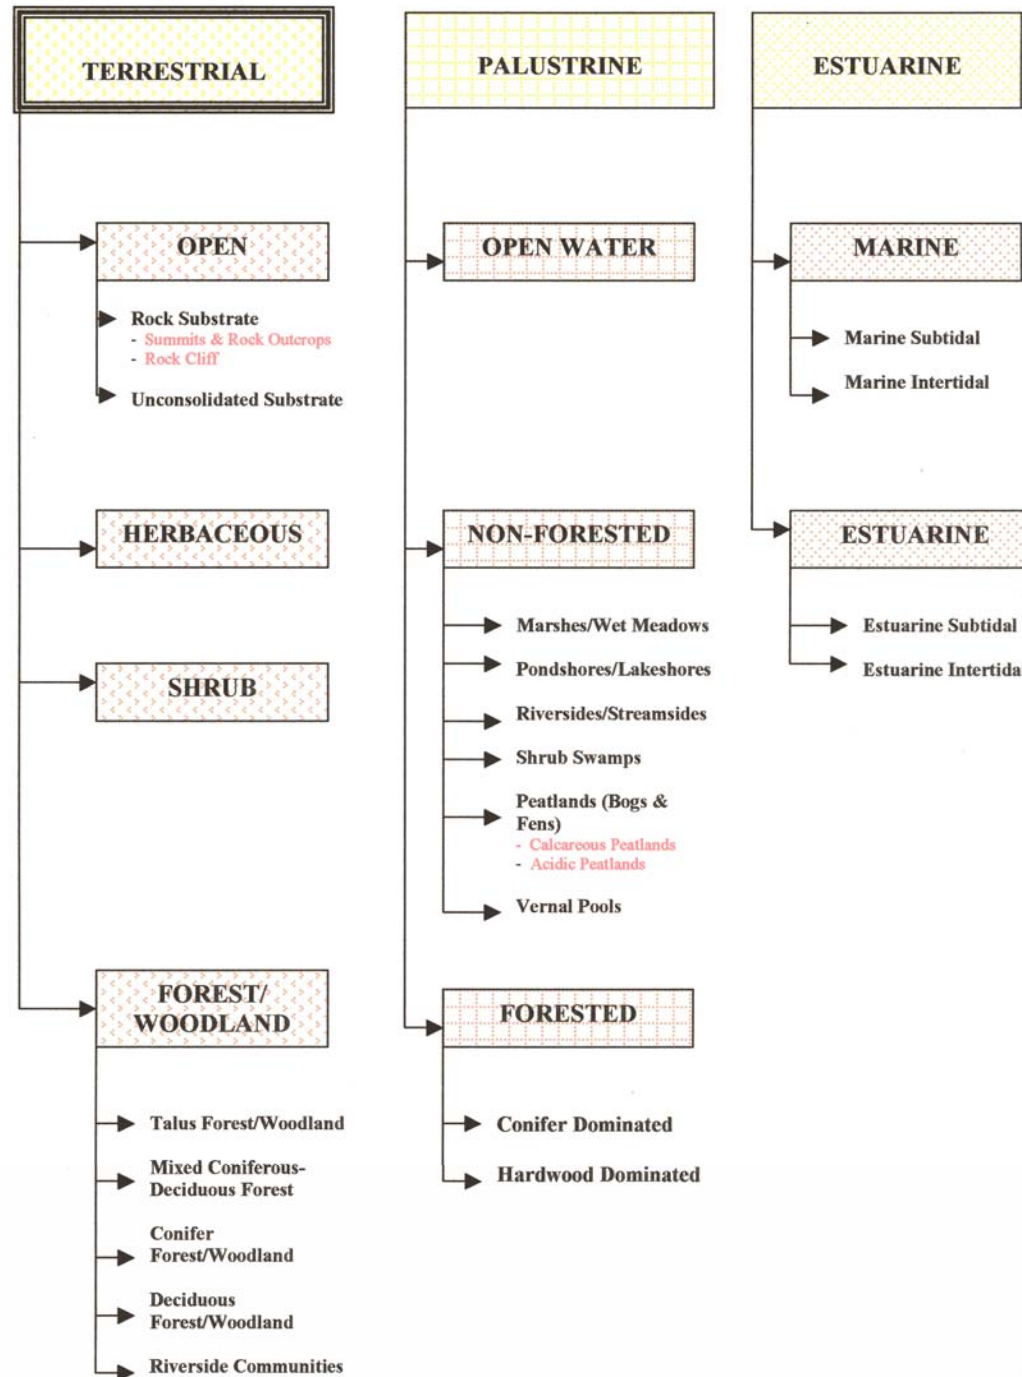 TERRESTRIAL
OPEN
Rock Substrate
- Summits & Rock Outcrops
- Rock Cliff
Unconsolidated Substrate
HERBACEOUS
SHRUB
FOREST/
WOODLAND
Talus Forest/Woodland
Mixed Coniferous-
Deciduous Forest
Conifer
Forest/Woodland
Deciduous
Forest/Woodland
Riverside Communities
PALUSTRINE
OPEN WATER
NON-FORESTED
Marshes/Wet Meadows
Pondshores/Lakeshores
Riversides/Streamsides
Shrub Swamps
Peatlands (Bogs &
Fens)
- Calcareous Peatlands
- Acidic Peatlands
Vernal Pools
FORESTED
Conifer Dominated
Hardwood Dominated
ESTUARINE
MARINE
Marine Subtidal
Marine Intertidal
ESTUARINE
Estuarine Subtidal
Estuarine Intertida